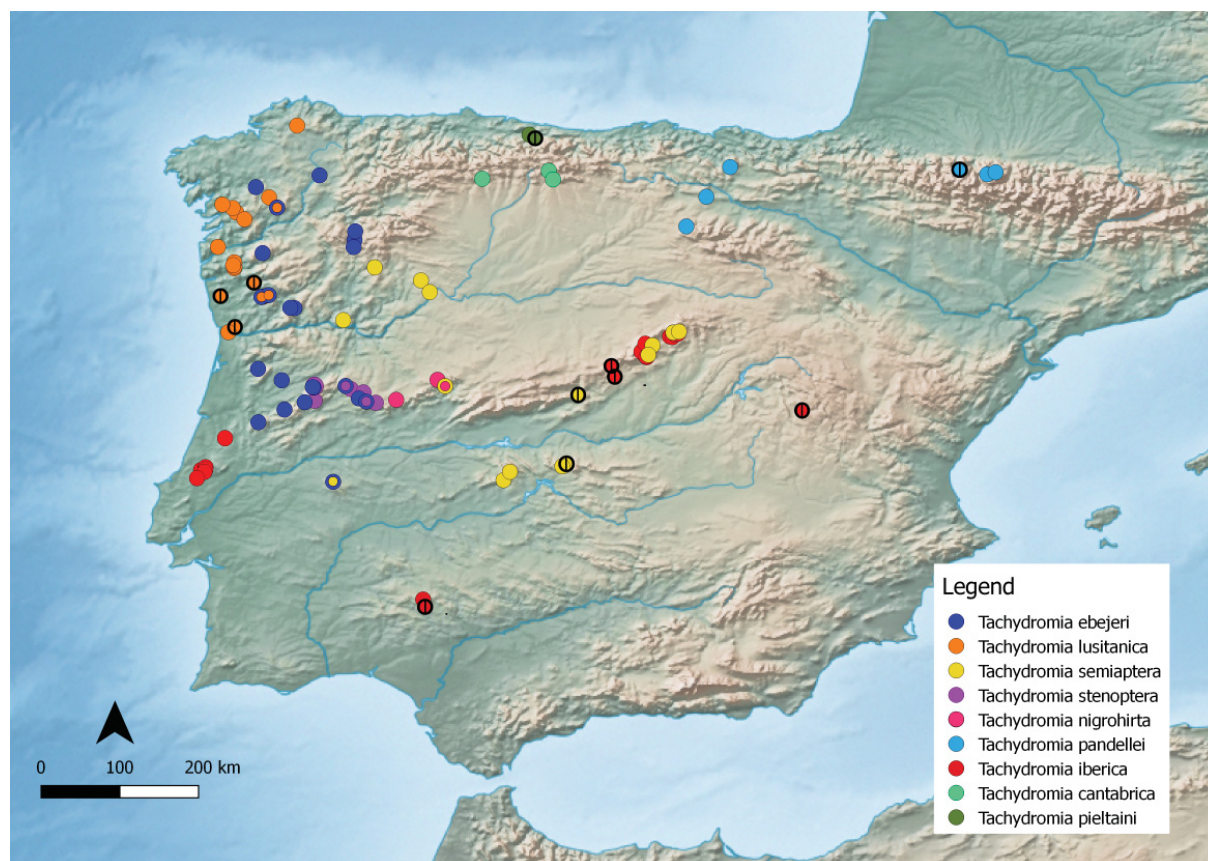 Legend
Tachydromia ebejeri
Tachydromia lusitanica
Tachydromia semiaptera
Tachydromia stenoptera
Tachydromia nigrohirta
Tachydromia pandellei
Tachydromia iberica
Tachydromia cantabrica
Tachydromia pieltaini
0 100 200 km